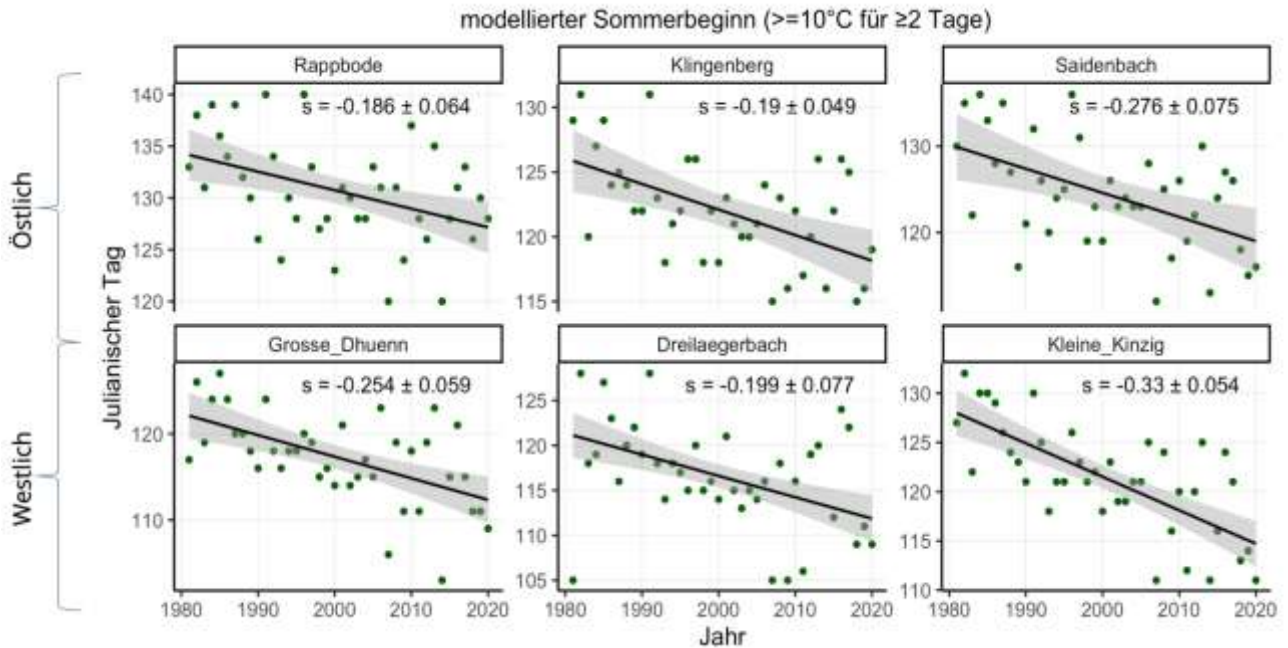 modellierter Sommerbeginn (>=10°C für ≥2 Tage)
Östlich
Westlich
Julianischer Tag
Rappbode
s = -0.186 ± 0.064
140
135
130
125
120
Klingenberg
s = -0.19 ± 0.049
130
125
120
115
Saidenbach
s = -0.276 ± 0.075
130
120
Grosse_Dhuenn
s = -0.254 ± 0.059
120
110
1980 1990 2000 2010 2020
Dreilaegerbach
s = -0.199 ± 0.077
125
120
115
110
105
1980 1990 2000 2010 2020
Kleine_Kinzig
s = -0.33 ± 0.054
130
125
120
115
110
1980 1990 2000 2010 2020
Jahr